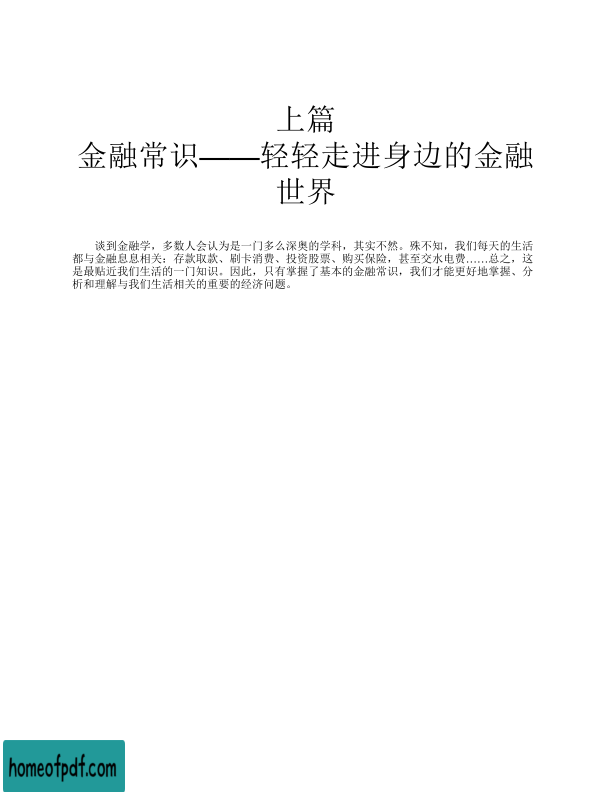 上篇
金融常识——轻轻走进身边的金融
世界
谈到金融学，多数人会认为是一门多么深奥的学科，其实不然。殊不知，我们每天的生活
都与金融息息相关：存款取款、刷卡消费、投资股票、购买保险，甚至交水电费……总之，这
是最贴近我们生活的一门知识。因此，只有掌握了基本的金融常识，我们才能更好地掌握、分
析和理解与我们生活相关的重要的经济问题。
homeofpdf.com